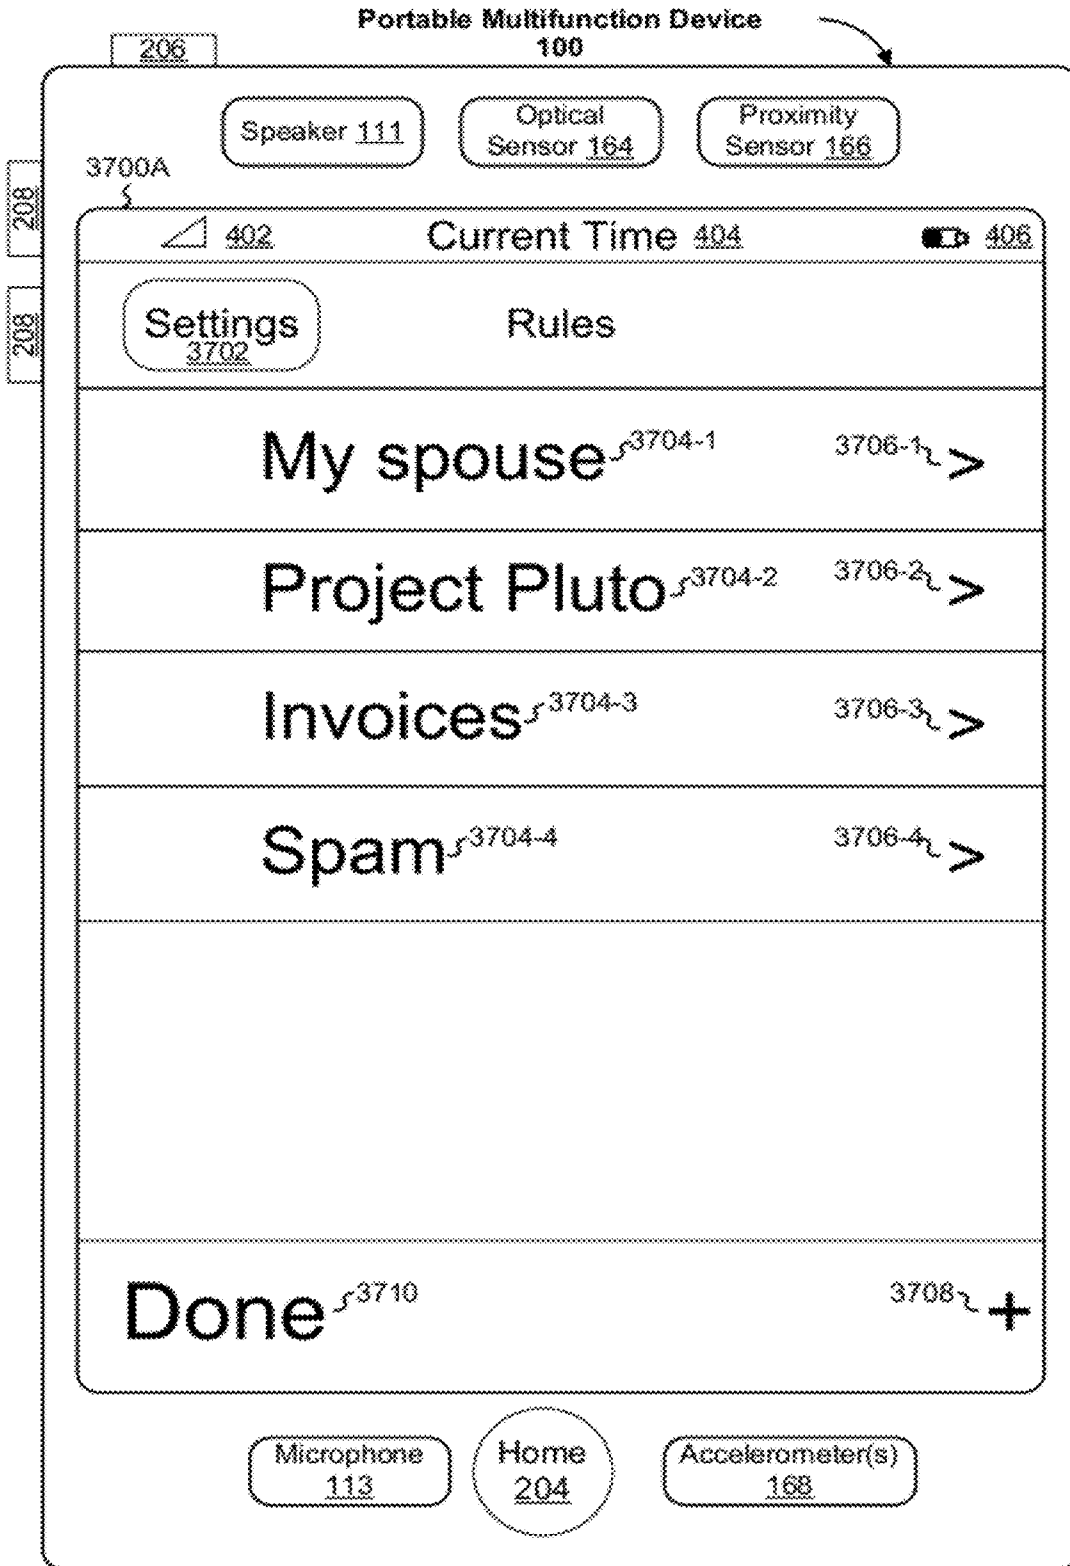 Portable Multifunction Device
100
206
Speaker 111
Optical
Sensor 164
Proximity
Sensor 166
3700A
208
208
402
Current Time 404
406
Settings
3702
Rules
My spouse 3704-1
3706-1 >
Project Pluto 3704-2
3706-2 >
Invoices 3704-3
3706-3 >
Spam 3704-4
3706-4 >
Done 3710
3708 +
Microphone
113
Home
204
Accelerometer(s)
168